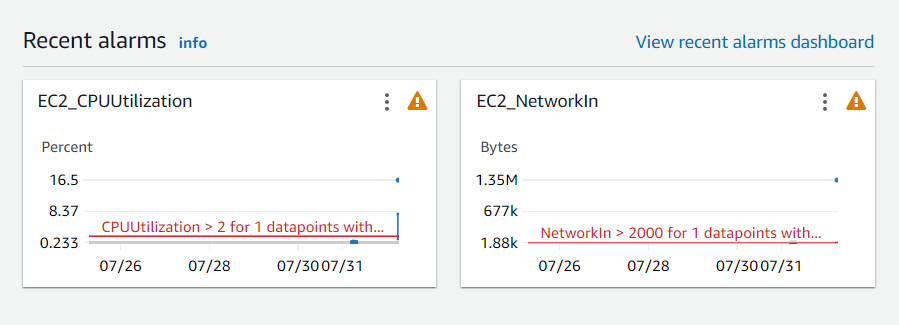 Recent alarms info
View recent alarms dashboard
EC2_CPUUtilization
Percent
16.5
8.37
0.233
CPUUtilization > 2 for 1 datapoints with...
07/26 07/28 07/30 07/31
EC2_NetworkIn
Bytes
1.35M
677k
1.88k
NetworkIn > 2000 for 1 datapoints with...
07/26 07/28 07/30 07/31